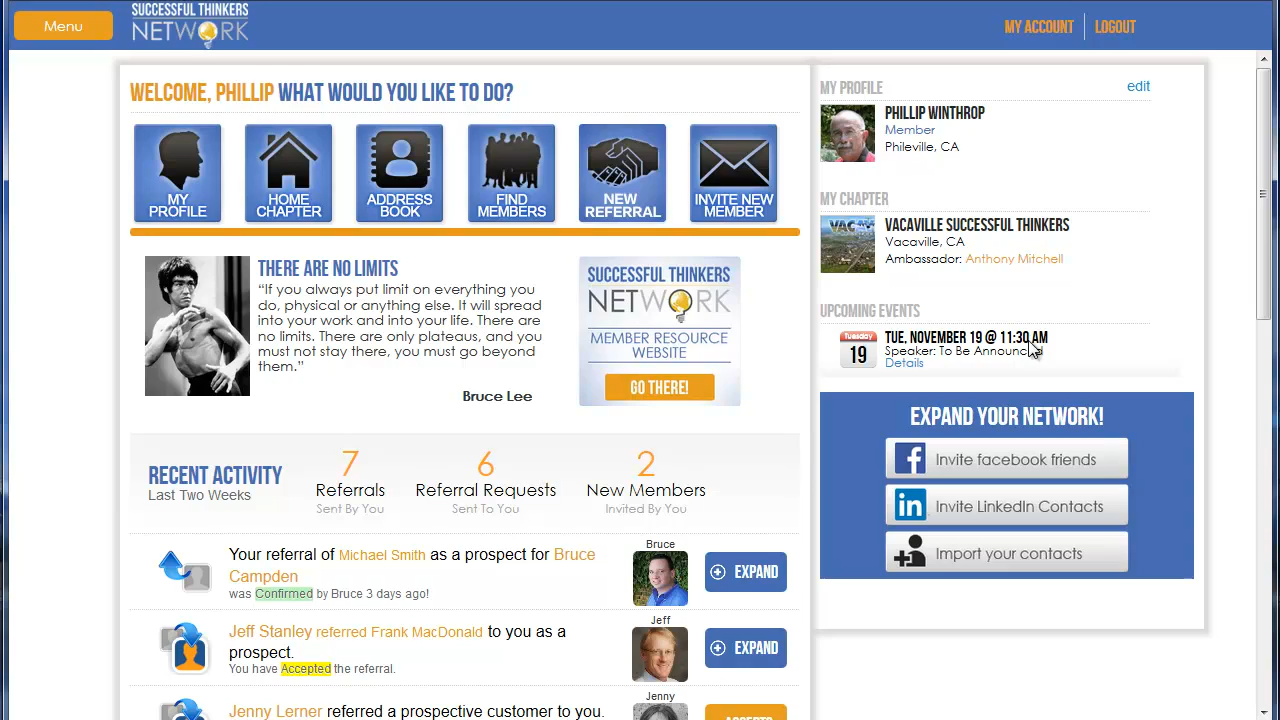 Menu
SUCCESSFUL THINKERS
NETWORK
MY ACCOUNT
LOGOUT
WELCOME, PHILLIP WHAT WOULD YOU LIKE TO DO?
MY
PROFILE
HOME
CHAPTER
ADDRESS
BOOK
FIND
MEMBERS
NEW
REFERRAL
INVITE NEW
MEMBER
THERE ARE NO LIMITS
“If you always put limit on everything you
do, physical or anything else. It will spread
into your work and into your life. There are
no limits. There are only plateaus, and you
must not stay there, you must go beyond
them.”
Bruce Lee
SUCCESSFUL THINKERS
NETWORK
MEMBER RESOURCE
WEBSITE
GO THERE!
RECENT ACTIVITY
Last Two Weeks
7
Referrals
Sent By You
6
Referral Requests
Sent To You
2
New Members
Invited By You
Your referral of Michael Smith as a prospect for Bruce
Campden
was Confirmed by Bruce 3 days ago!
Bruce
EXPAND
Jeff Stanley referred Frank MacDonald to you as a
prospect.
You have Accepted the referral.
Jeff
EXPAND
Jenny Lerner referred a prospective customer to you.
Jenny
MY PROFILE
edit
PHILLIP WINTHROP
Member
Phileville, CA
MY CHAPTER
VACAVILLE SUCCESSFUL THINKERS
Vacaville, CA
Ambassador: Anthony Mitchell
UPCOMING EVENTS
Tuesday
19
TUE, NOVEMBER 19 @ 11:30 AM
Speaker: To Be Announced
Details
EXPAND YOUR NETWORK!
Invite facebook friends
Invite LinkedIn Contacts
Import your contacts